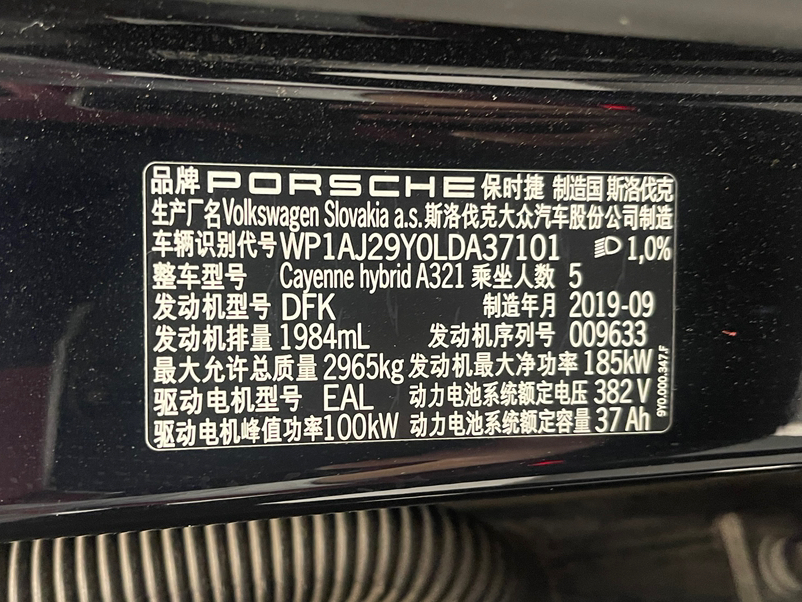 品牌 PORSCHE 保时捷 制造国 斯洛伐克
生产厂名 Volkswagen Slovakia a.s. 斯洛伐克大众汽车股份公司制造
车辆识别代号 WP1AJ29Y0LDA37101 1,0%
整车型号 Cayenne hybrid A321 乘坐人数 5
发动机型号 DFK 制造年月 2019-09
发动机排量 1984mL 发动机序列号 009633
最大允许总质量 2965kg 发动机最大净功率 185kW
驱动电机型号 EAL 动力电池系统额定电压 382 V
驱动电机峰值功率 100kW 动力电池系统额定容量 37 Ah
9Y0.000.347.F